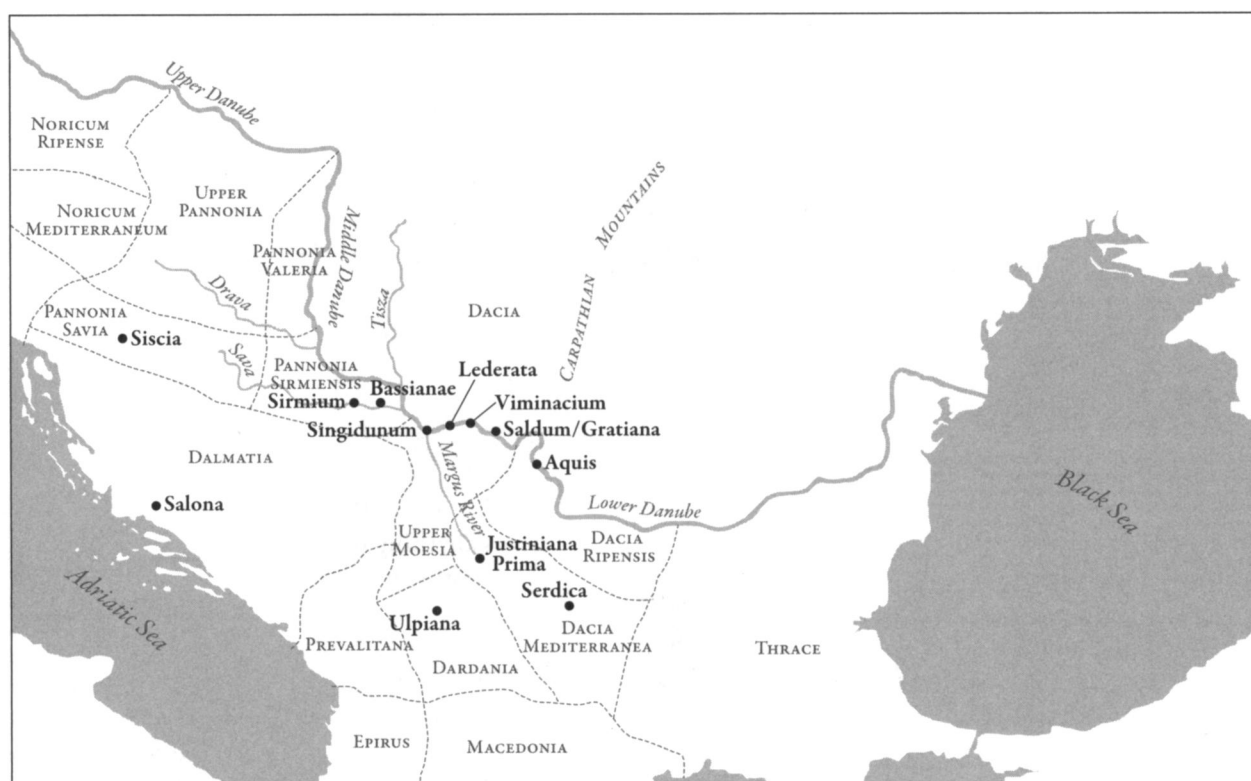 Upper Danube
NORICUM
RIPENSE
UPPER
PANNONIA
NORICUM
MEDITERRANEUM
MOUNTAINS
CARPATHIAN
Middle Danube
PANNONIA
VALERIA
Drava
Tisza
DACIA
PANNONIA
SAVIA
Siscia
Sava
PANNONIA
SIRMIENSIS
Lederata
Bassianae
Sirmium
Viminacium
Singidunum
Saldum/Gratiana
Aquis
DALMATIA
Margus River
Salona
Lower Danube
Black Sea
UPPER
MOESIA
Justiniana
Prima
DACIA
RIPENSIS
Serdica
Adriatic Sea
Ulpiana
DACIA
MEDITERRANEA
PREVALITANA
DARDANIA
THRACE
EPIRUS
MACEDONIA